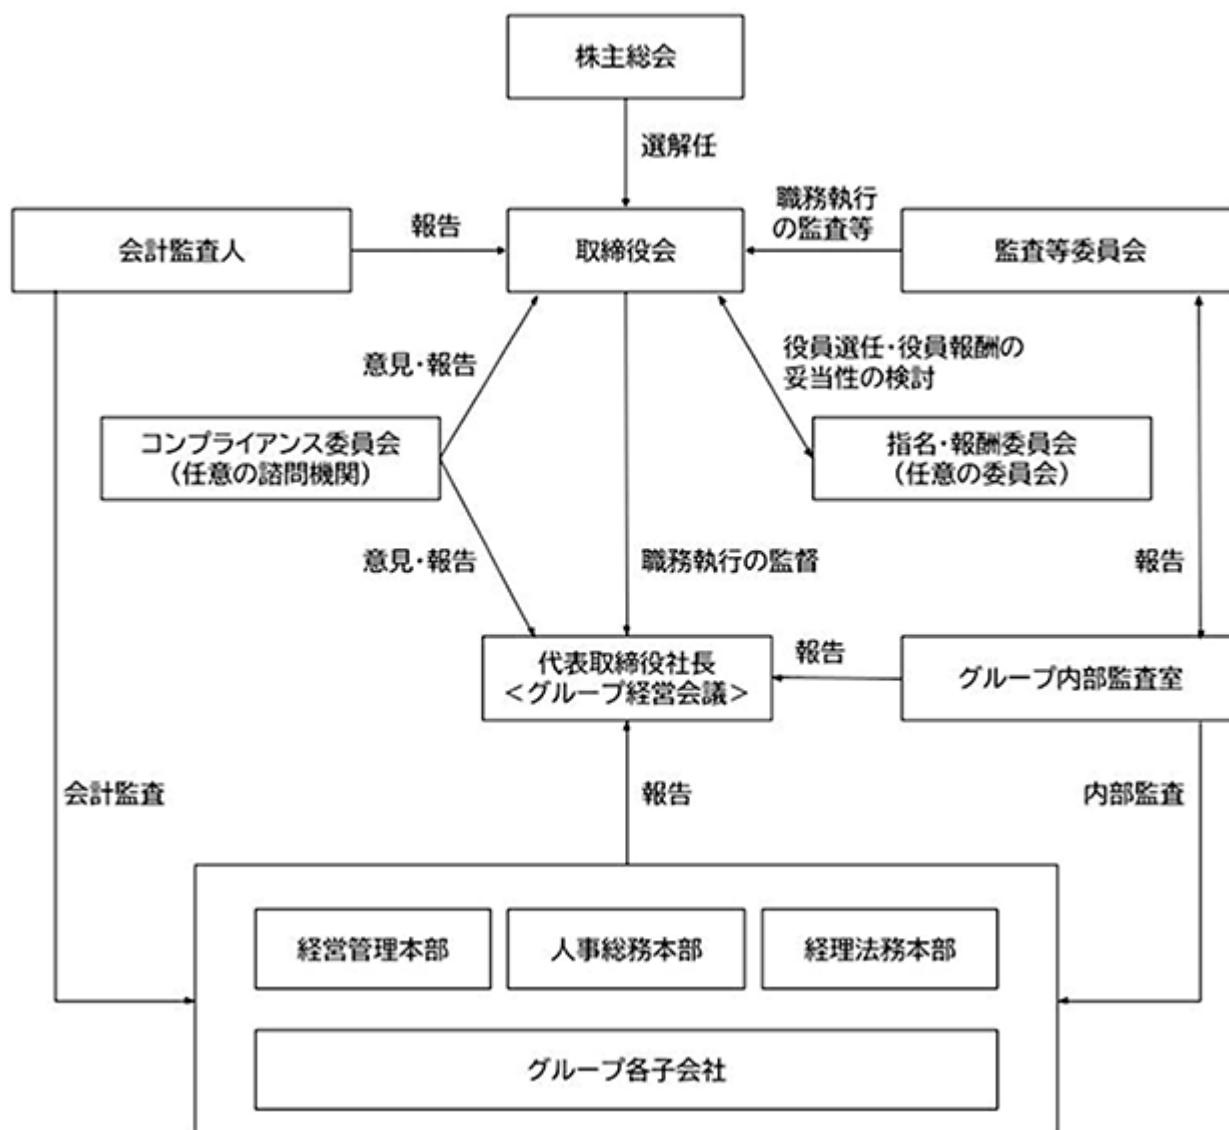 株主総会
選解任
会計監査人
報告
取締役会
職務執行
の監査等
監査等委員会
意見・報告
役員選任・役員報酬の
妥当性の検討
コンプライアンス委員会
（任意の諮問機関）
指名・報酬委員会
（任意の委員会）
意見・報告
職務執行の監督
報告
代表取締役社長
＜グループ経営会議＞
報告
グループ内部監査室
会計監査
報告
内部監査
経営管理本部
人事総務本部
経理法務本部
グループ各子会社